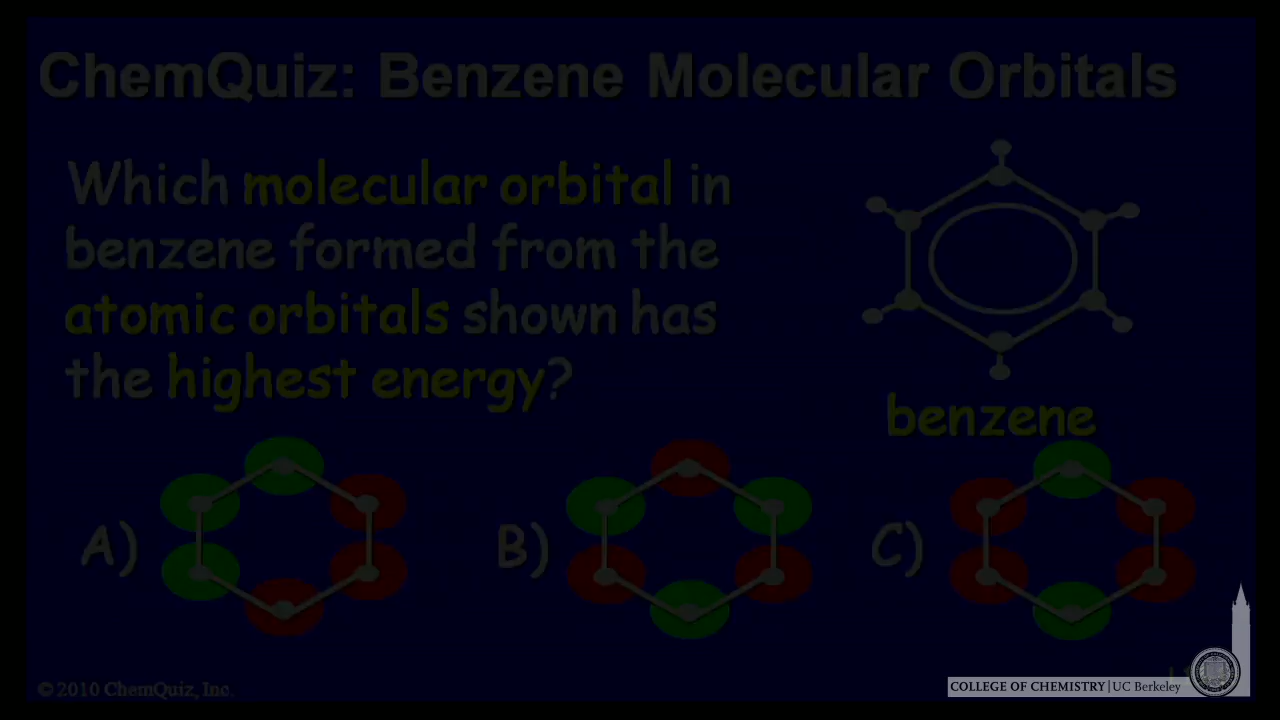 ChemQuiz: Benzene Molecular Orbitals
Which molecular orbital in
benzene formed from the
atomic orbitals shown has
the highest energy?
benzene
A)
B)
C)
© 2010 ChemQuiz, Inc.
COLLEGE OF CHEMISTRY | UC Berkeley